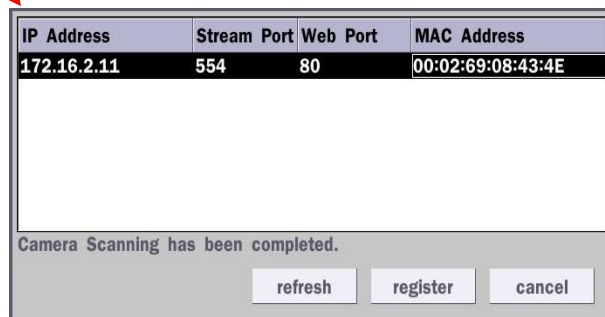 IP Address Stream Port Web Port MAC Address
172.16.2.11 554 80 00:02:69:08:43:4E
Camera Scanning has been completed.
refresh register cancel